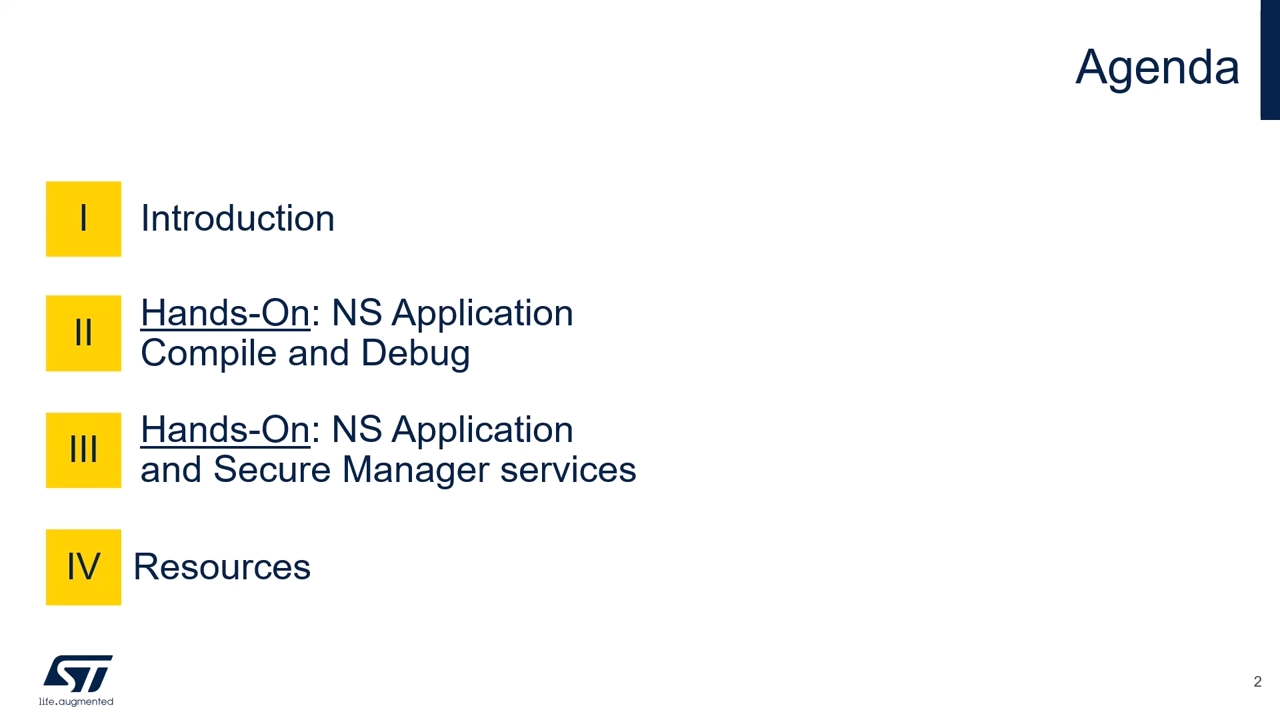 Agenda
I
Introduction
II
Hands-On: NS Application
Compile and Debug
III
Hands-On: NS Application
and Secure Manager services
IV
Resources
ST
life.augmented
2